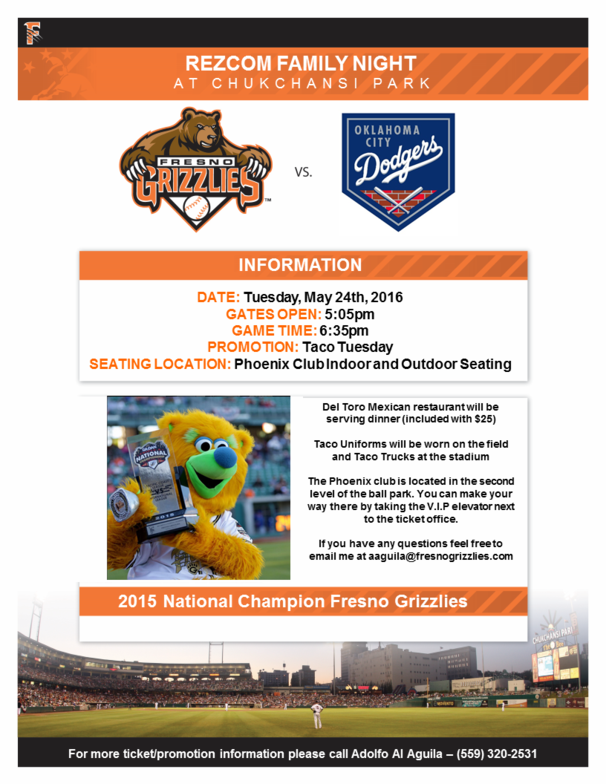 REZCOM FAMILY NIGHT
AT CHUKCHANSI PARK
FRESNO
GRIZZLIES
TM
VS.
OKLAHOMA
CITY
Dodgers
INFORMATION
DATE: Tuesday, May 24th, 2016
GATES OPEN: 5:05pm
GAME TIME: 6:35pm
PROMOTION: Taco Tuesday
SEATING LOCATION: Phoenix Club Indoor and Outdoor Seating
NATIONAL
2015
Del Toro Mexican restaurant will be
serving dinner (included with $25)
Taco Uniforms will be worn on the field
and Taco Trucks at the stadium
The Phoenix club is located in the second
level of the ball park. You can make your
way there by taking the V.I.P elevator next
to the ticket office.
If you have any questions feel free to
email me at aaguila@fresnogrizzlies.com
2015 National Champion Fresno Grizzlies
CHUKCHANSI PARK
For more ticket/promotion information please call Adolfo Al Aguila – (559) 320-2531